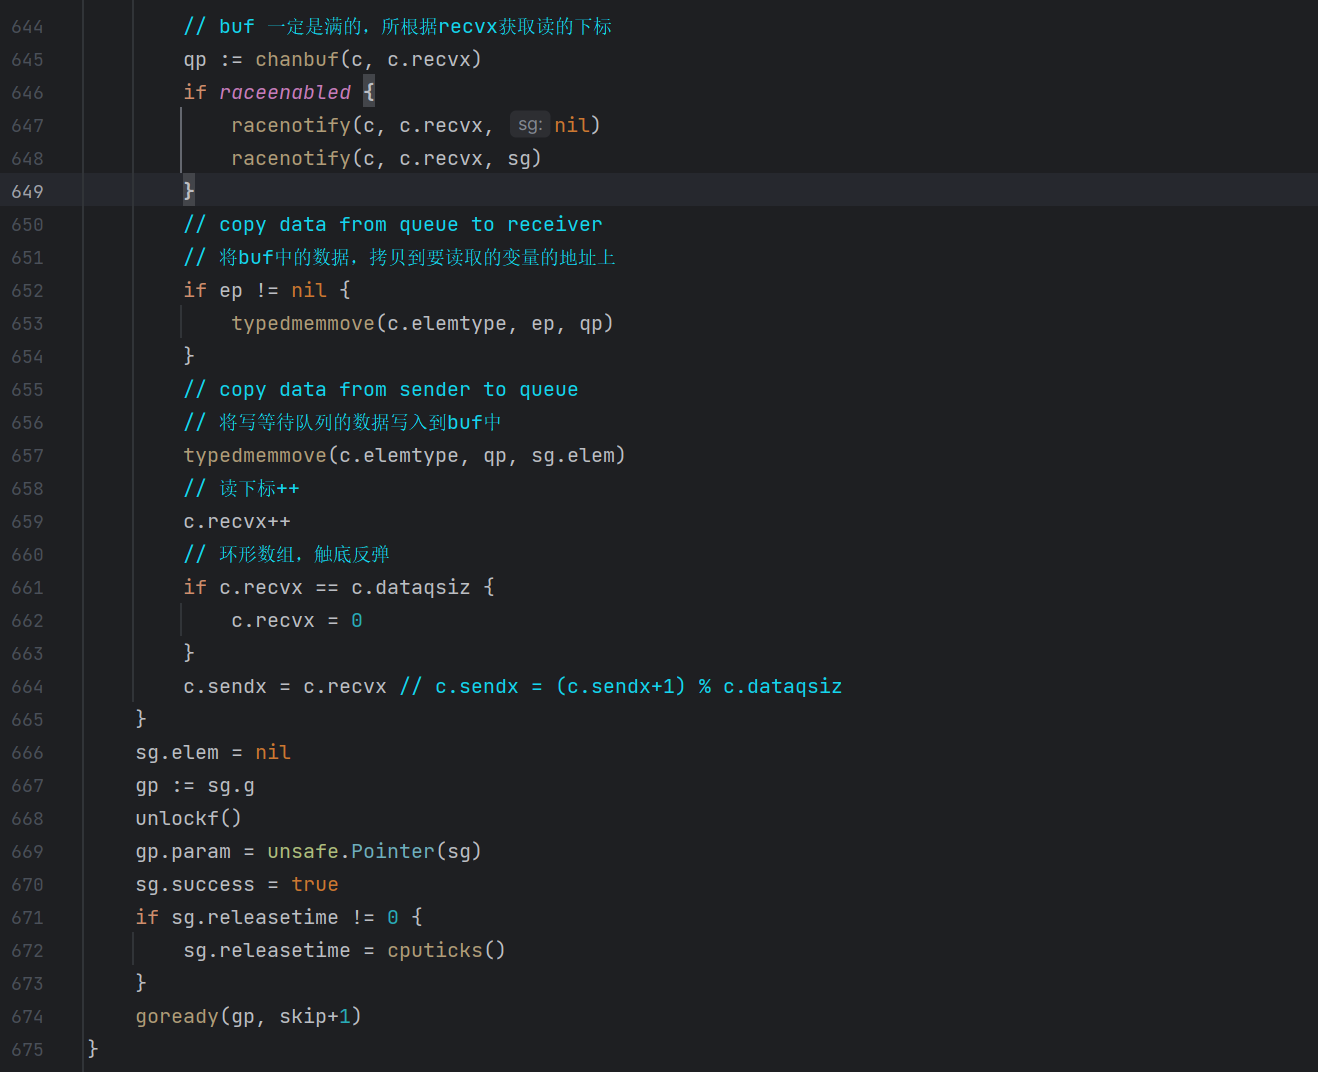 644 // buf 一定是满的，所根据recvx获取读的下标
645 qp := chanbuf(c, c.recvx)
646 if raceenabled {
647 racenotify(c, c.recvx, sg: nil)
648 racenotify(c, c.recvx, sg)
649 }
650 // copy data from queue to receiver
651 // 将buf中的数据，拷贝到要读取的变量的地址上
652 if ep != nil {
653 typedmemmove(c.elemtype, ep, qp)
654 }
655 // copy data from sender to queue
656 // 将写等待队列的数据写入到buf中
657 typedmemmove(c.elemtype, qp, sg.elem)
658 // 读下标++
659 c.recvx++
660 // 环形数组，触底反弹
661 if c.recvx == c.dataqsiz {
662 c.recvx = 0
663 }
664 c.sendx = c.recvx // c.sendx = (c.sendx+1) % c.dataqsiz
665 }
666 sg.elem = nil
667 gp := sg.g
668 unlockf()
669 gp.param = unsafe.Pointer(sg)
670 sg.success = true
671 if sg.releasetime != 0 {
672 sg.releasetime = cputicks()
673 }
674 goready(gp, skip+1)
675 }